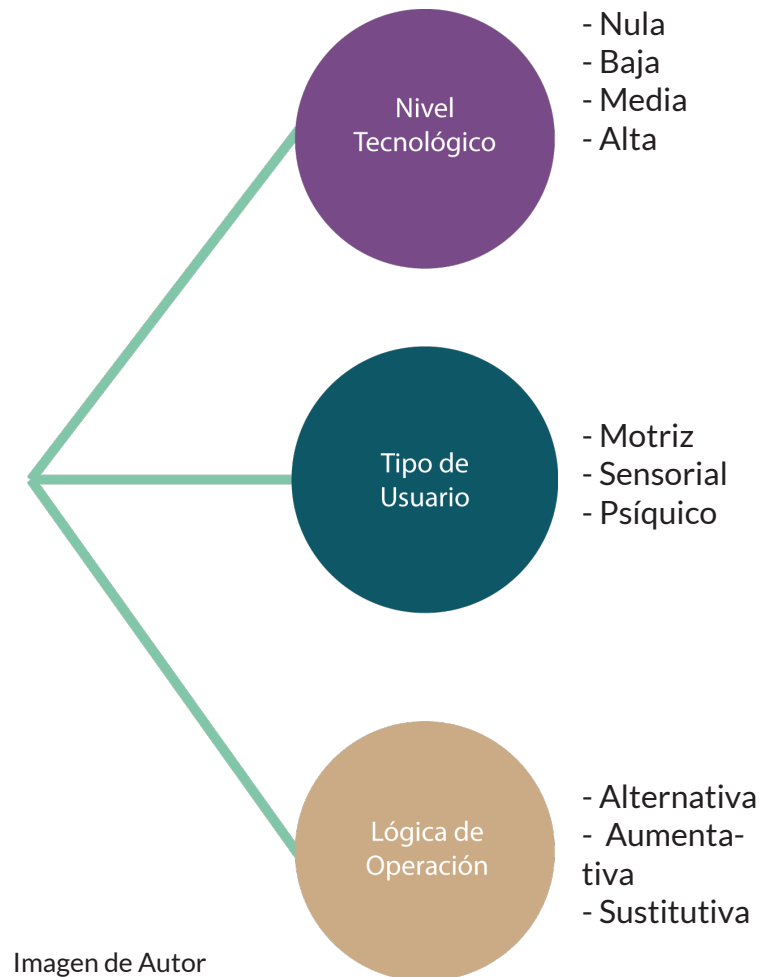 Nivel
Tecnológico
- Nula
- Baja
- Media
- Alta
Tipo de
Usuario
- Motriz
- Sensorial
- Psíquico
Lógica de
Operación
- Alternativa
- Aumenta-
tiva
- Sustitutiva
Imagen de Autor